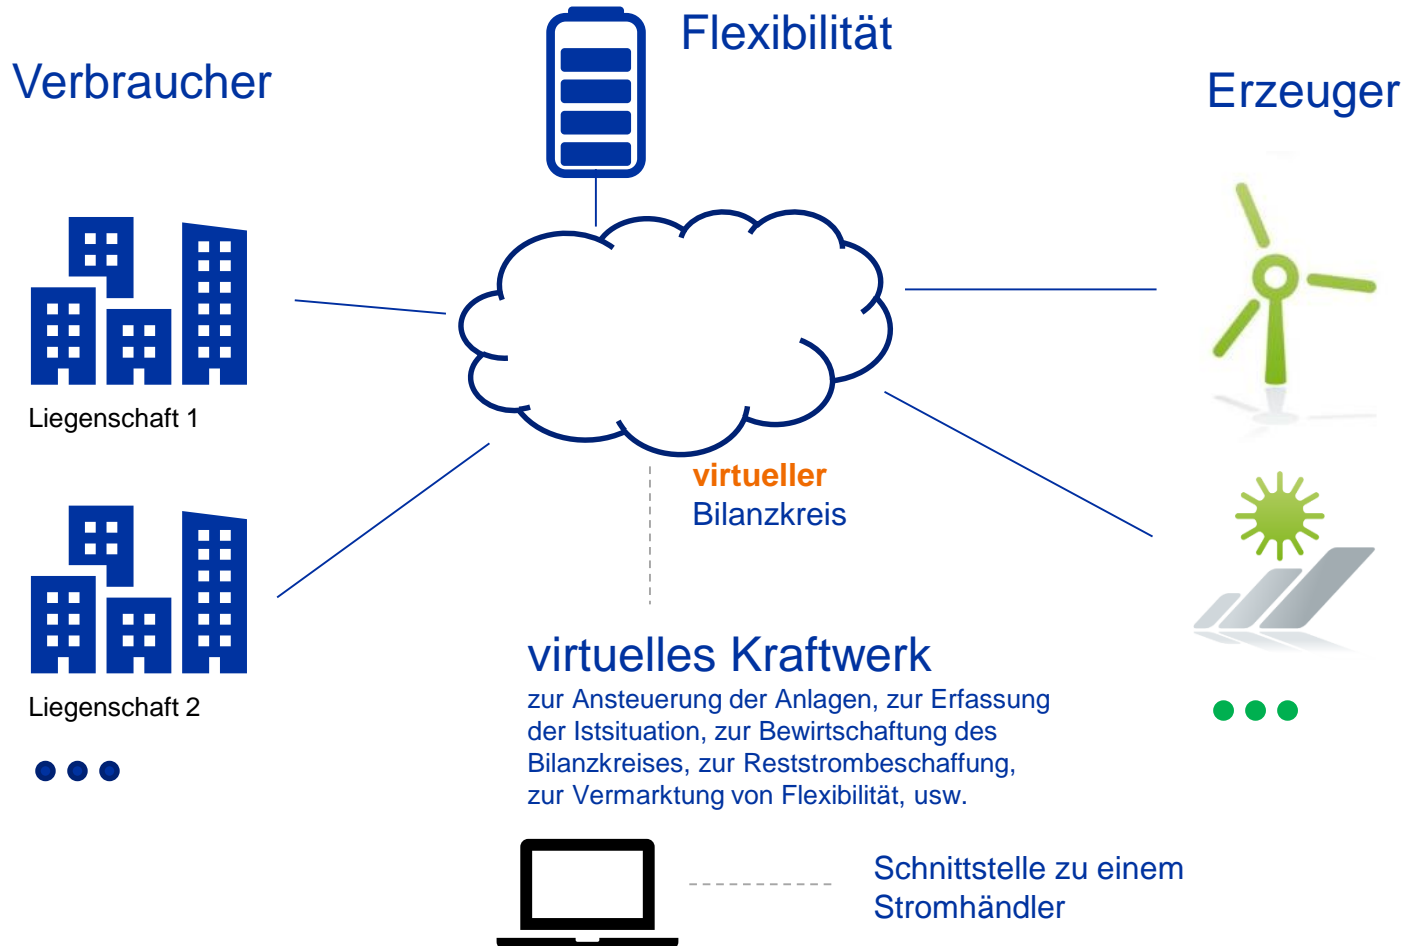 Flexibilität
Verbraucher
Erzeuger
Liegenschaft 1
virtueller
Bilanzkreis
Liegenschaft 2
virtuelles Kraftwerk
zur Ansteuerung der Anlagen, zur Erfassung
der Istsituation, zur Bewirtschaftung des
Bilanzkreises, zur Reststrombeschaffung,
zur Vermarktung von Flexibilität, usw.
Schnittstelle zu einem
Stromhändler